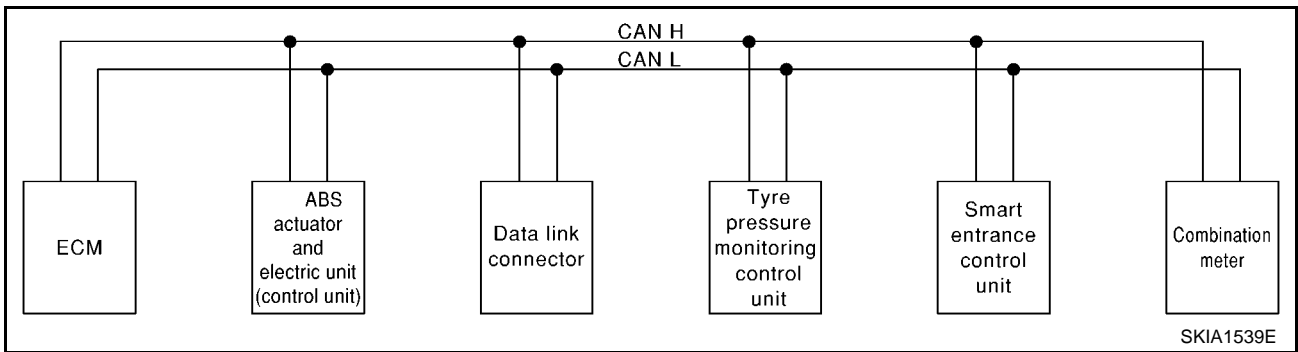 CAN H
CAN L
ECM
ABS
actuator
and
electric unit
(control unit)
Data link
connector
Tyre
pressure
monitoring
control
unit
Smart
entrance
control
unit
Combination
meter
SKIA1539E